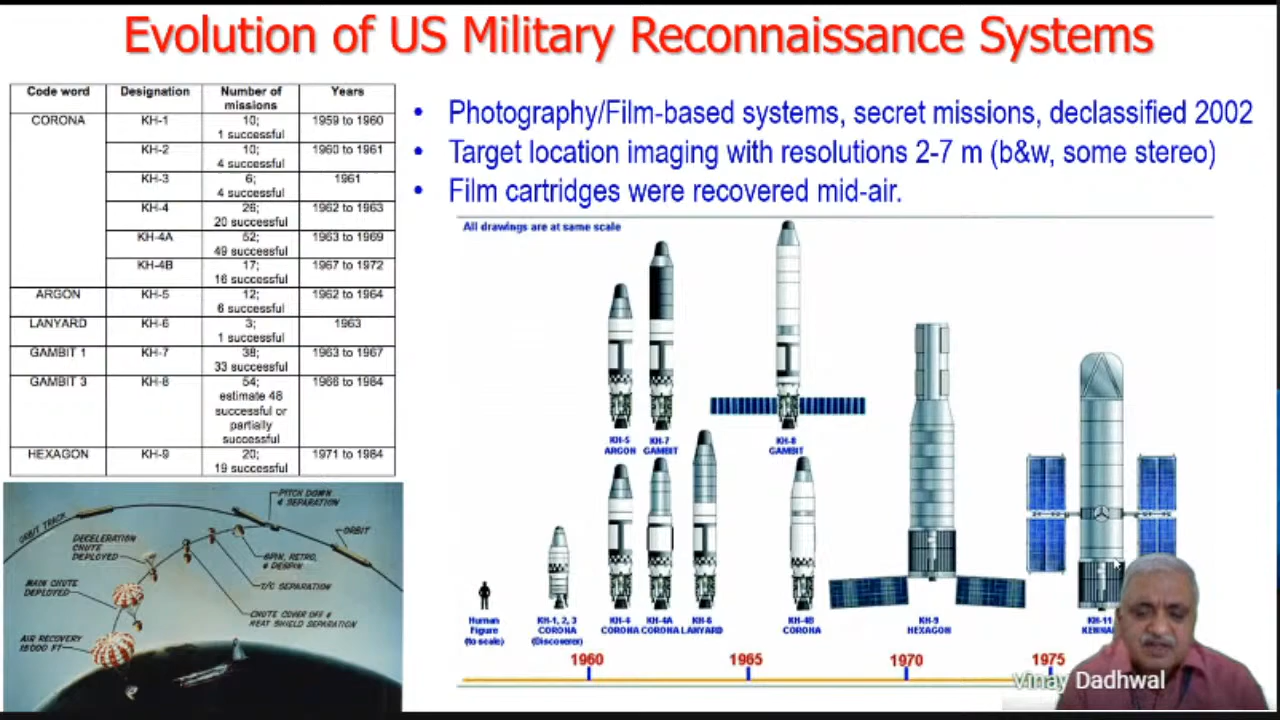 Evolution of US Military Reconnaissance Systems
Code word Designation Number of missions Years
CORONA KH-1 10; 1 successful 1959 to 1960
KH-2 10; 4 successful 1960 to 1961
KH-3 6; 4 successful 1961
KH-4 26; 20 successful 1962 to 1963
KH-4A 52; 49 successful 1963 to 1969
KH-4B 17; 16 successful 1967 to 1972
ARGON KH-5 12; 6 successful 1962 to 1964
LANYARD KH-6 3; 1 successful 1963
GAMBIT 1 KH-7 38; 33 successful 1963 to 1967
GAMBIT 3 KH-8 54; estimate 48 successful or partially successful 1966 to 1984
HEXAGON KH-9 20; 19 successful 1971 to 1984
• Photography/Film-based systems, secret missions, declassified 2002
• Target location imaging with resolutions 2-7 m (b&w, some stereo)
• Film cartridges were recovered mid-air.
All drawings are at same scale
KH-5 ARGON
KH-7 GAMBIT
KH-8 GAMBIT
Human Figure (to scale)
KH-1, 2, 3 CORONA (Discoverer)
KH-4 CORONA
KH-4A CORONA
KH-6 LANYARD
KH-4B CORONA
KH-9 HEXAGON
KH-11
1960 1965 1970 1975
ORBIT TRACK
PITCH DOWN & SEPARATION
ORBIT
DECELERATION CHUTE DEPLOYED
SPIN, RETRO, & DESPIN
T/C SEPARATION
MAIN CHUTE DEPLOYED
CHUTE COVER OFF & HEAT SHIELD SEPARATION
AIR RECOVERY 15000 FT
Vinay Dadhwal